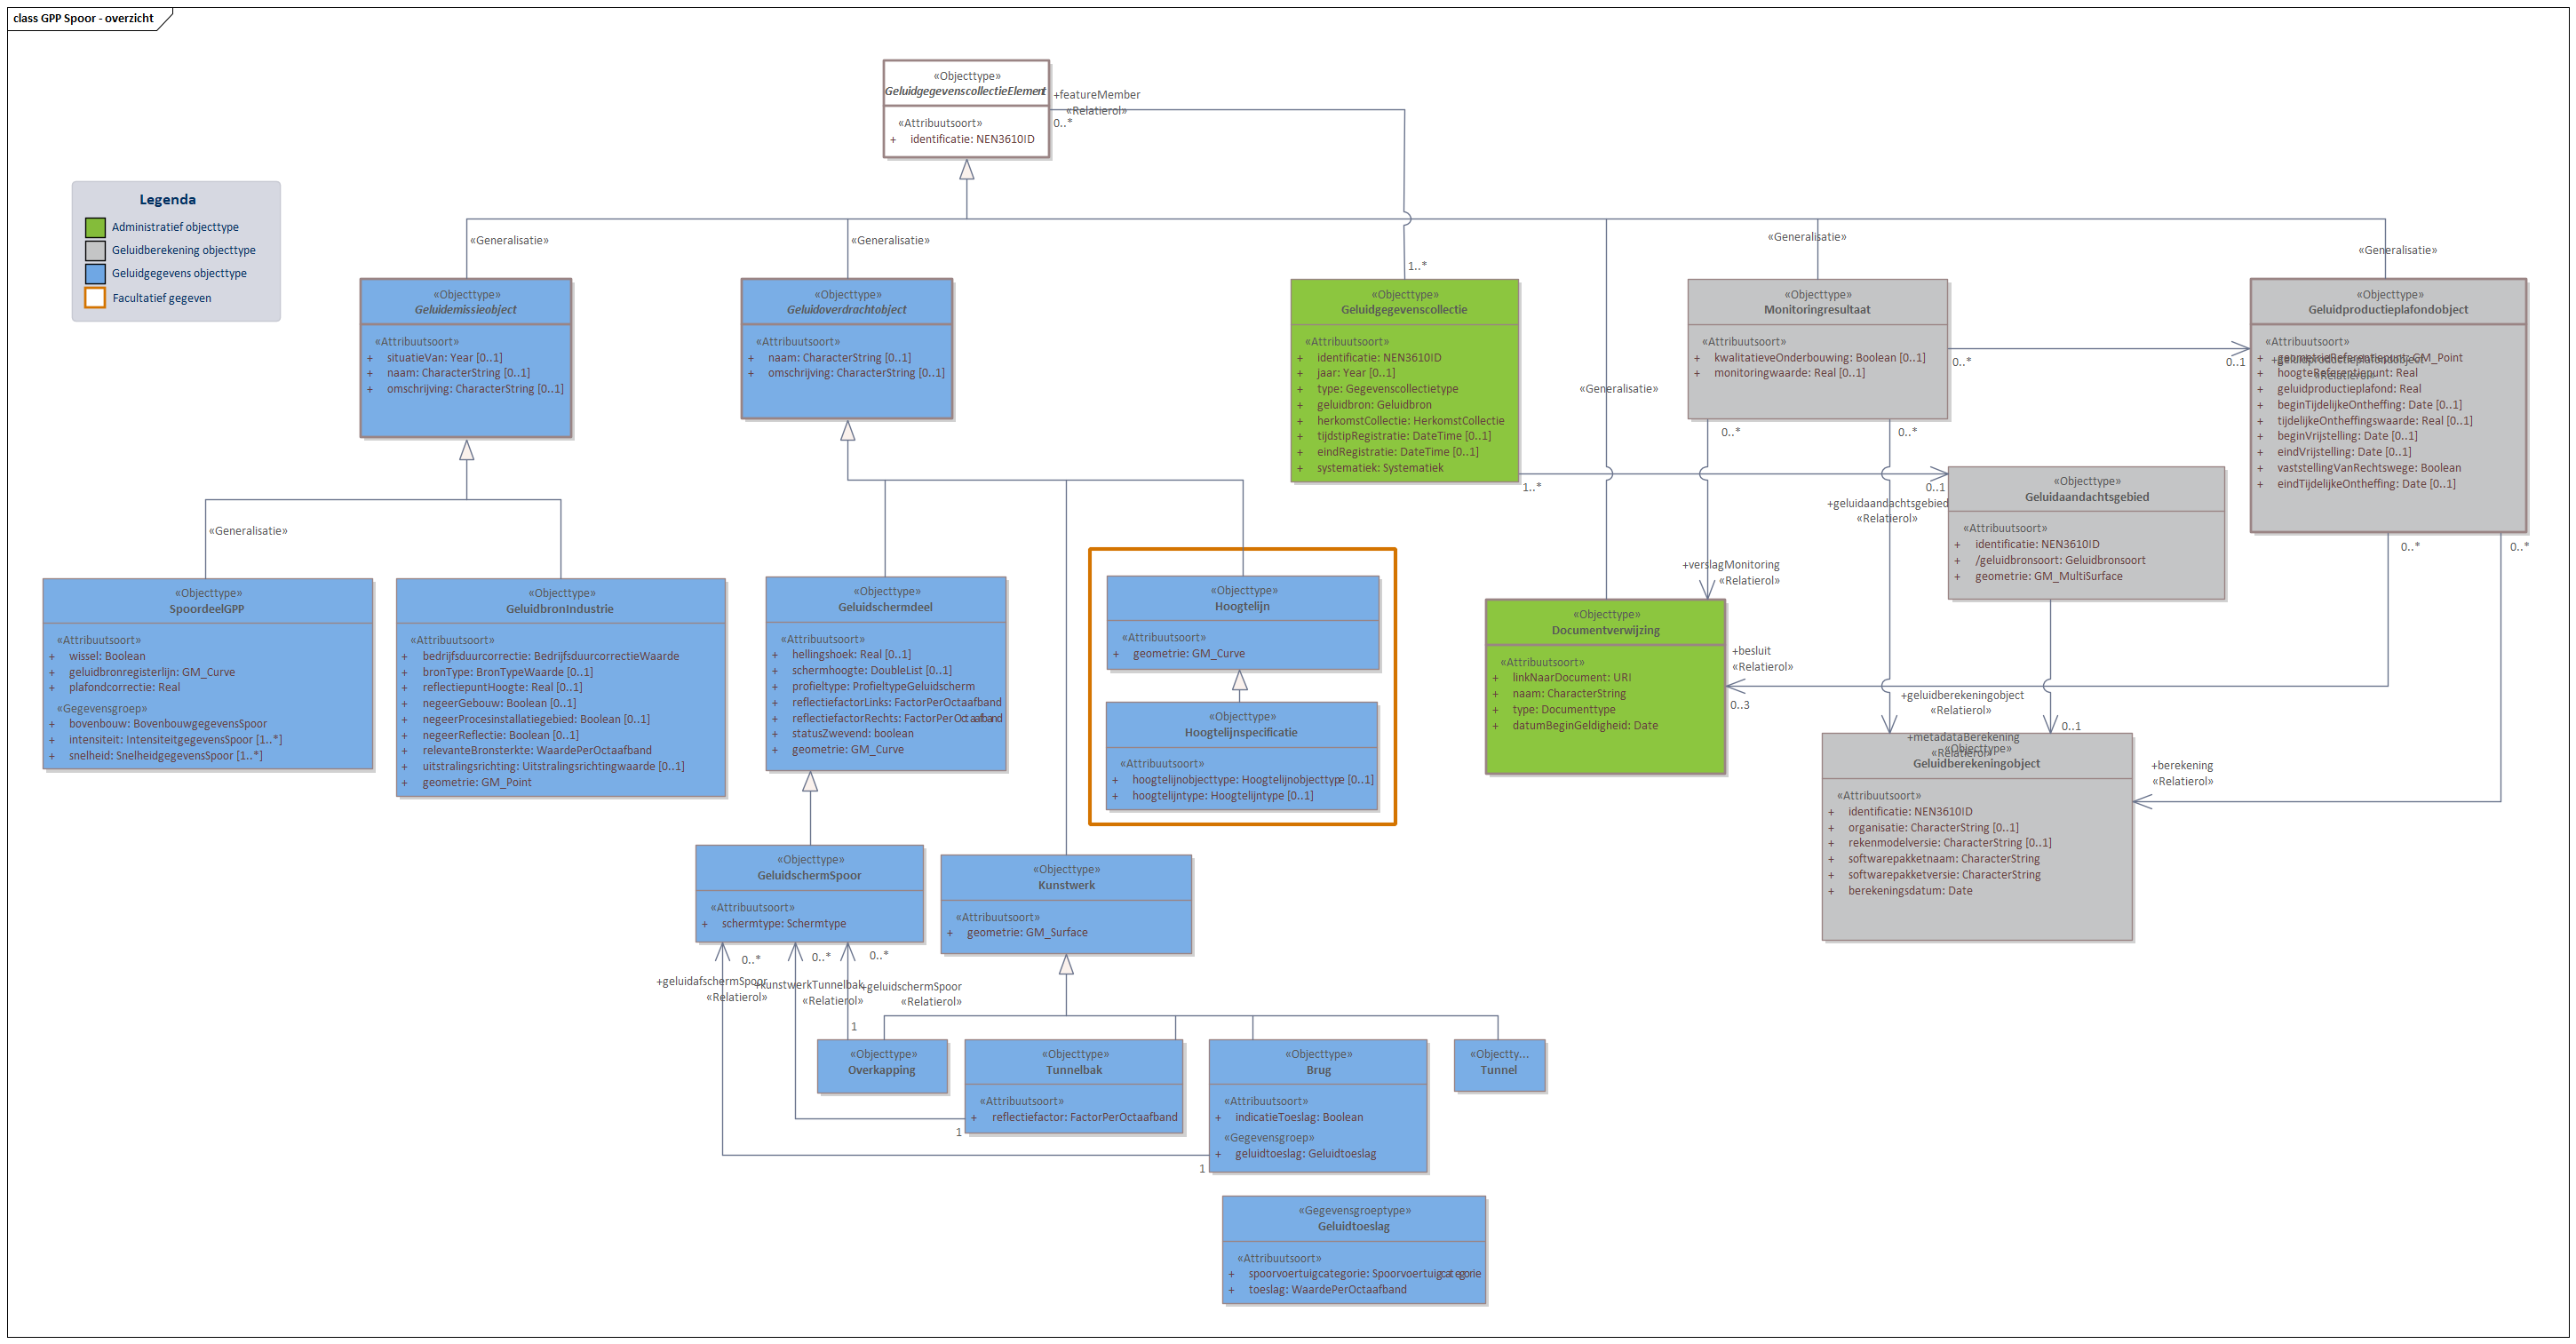 class GPP Spoor - overzicht
«Objecttype»
GeluidgegevenscollectieElement
«Attribuutsoort»
+ identificatie: NEN3610ID
+featureMember
«Relatierol»
0..*
Legenda
Administratief objecttype
Geluidberekening objecttype
Geluidgegevens objecttype
Facultatief gegeven
«Generalisatie»
«Generalisatie»
«Generalisatie»
«Generalisatie»
«Generalisatie»
1..*
«Objecttype»
Geluidemissieobject
«Attribuutsoort»
+ situatieVan: Year [0..1]
+ naam: CharacterString [0..1]
+ omschrijving: CharacterString [0..1]
«Objecttype»
Geluidoverdrachtobject
«Attribuutsoort»
+ naam: CharacterString [0..1]
+ omschrijving: CharacterString [0..1]
«Objecttype»
Geluidgegevenscollectie
«Attribuutsoort»
+ identificatie: NEN3610ID
+ jaar: Year [0..1]
+ type: Gegevenscollectietype
+ geluidbron: Geluidbron
+ herkomstCollectie: HerkomstCollectie
+ tijdstipRegistratie: DateTime [0..1]
+ eindRegistratie: DateTime [0..1]
+ systematiek: Systematiek
1..*
0..1
+geluidaandachtsgebied
«Relatierol»
«Objecttype»
Monitoringresultaat
«Attribuutsoort»
+ kwalitatieveOnderbouwing: Boolean [0..1]
+ monitoringwaarde: Real [0..1]
0..*
0..1
+geluidproductieplafondobject
«Relatierol»
0..*
0..*
«Objecttype»
Geluidproductieplafondobject
«Attribuutsoort»
+ geometrieReferentiepunt: GM_Point
+ hoogteReferentiepunt: Real
+ geluidproductieplafond: Real
+ beginTijdelijkeOntheffing: Date [0..1]
+ tijdelijkeOntheffingswaarde: Real [0..1]
+ beginVrijstelling: Date [0..1]
+ eindVrijstelling: Date [0..1]
+ vaststellingVanRechtswege: Boolean
+ eindTijdelijkeOntheffing: Date [0..1]
0..*
0..*
«Objecttype»
Geluidaandachtsgebied
«Attribuutsoort»
+ identificatie: NEN3610ID
+ /geluidbronsoort: Geluidbronsoort
+ geometrie: GM_MultiSurface
«Generalisatie»
«Objecttype»
SpoordeelGPP
«Attribuutsoort»
+ wissel: Boolean
+ geluidbronregisterlijn: GM_Curve
+ plafondcorrectie: Real
«Gegevensgroep»
+ bovenbouw: BovenbouwgegevensSpoor
+ intensiteit: IntensiteitgegevensSpoor [1..*]
+ snelheid: SnelheidgegevensSpoor [1..*]
«Objecttype»
GeluidbronIndustrie
«Attribuutsoort»
+ bedrijfsduurcorrectie: BedrijfsduurcorrectieWaarde
+ bronType: BronTypeWaarde [0..1]
+ reflectiepuntHoogte: Real [0..1]
+ negeerGebouw: Boolean [0..1]
+ negeerProcesinstallatiegebied: Boolean [0..1]
+ negeerReflectie: Boolean [0..1]
+ relevanteBronsterkte: WaardePerOctaafband
+ uitstralingsrichting: Uitstralingsrichtingwaarde [0..1]
+ geometrie: GM_Point
«Objecttype»
Geluidschermdeel
«Attribuutsoort»
+ hellingshoek: Real [0..1]
+ schermhoogte: DoubleList [0..1]
+ profieltype: ProfieltypeGeluidscherm
+ reflectiefactorLinks: FactorPerOctaafband
+ reflectiefactorRechts: FactorPerOctaafband
+ statusZwevend: boolean
+ geometrie: GM_Curve
«Objecttype»
Hoogtelijn
«Attribuutsoort»
+ geometrie: GM_Curve
«Objecttype»
Hoogtelijnspecificatie
«Attribuutsoort»
+ hoogtelijnobjecttype: Hoogtelijnobjecttype [0..1]
+ hoogtelijntype: Hoogtelijntype [0..1]
+verslagMonitoring
«Relatierol»
«Objecttype»
Documentverwijzing
«Attribuutsoort»
+ linkNaarDocument: URI
+ naam: CharacterString
+ type: Documenttype
+ datumBeginGeldigheid: Date
+besluit
«Relatierol»
0..3
+geluidberekeningobject
«Relatierol»
0..1
+metadataBerekening
«Relatierol»
«Objecttype»
Geluidberekeningobject
«Attribuutsoort»
+ identificatie: NEN3610ID
+ organisatie: CharacterString [0..1]
+ rekenmodelversie: CharacterString [0..1]
+ softwarepakketnaam: CharacterString
+ softwarepakketversie: CharacterString
+ berekeningsdatum: Date
+berekening
«Relatierol»
«Objecttype»
GeluidschermSpoor
«Attribuutsoort»
+ schermtype: Schermtype
«Objecttype»
Kunstwerk
«Attribuutsoort»
+ geometrie: GM_Surface
0..*
0..*
0..*
+geluidafschermSpoor
«Relatierol»
+kunstwerkTunnelbak
«Relatierol»
+geluidschermSpoor
«Relatierol»
1
«Objecttype»
Overkapping
«Objecttype»
Tunnelbak
«Attribuutsoort»
+ reflectiefactor: FactorPerOctaafband
1
«Objecttype»
Brug
«Attribuutsoort»
+ indicatieToeslag: Boolean
«Gegevensgroep»
+ geluidtoeslag: Geluidtoeslag
1
«Objectty...
Tunnel
«Gegevensgroeptype»
Geluidtoeslag
«Attribuutsoort»
+ spoorvoertuigcategorie: Spoorvoertuigcategorie
+ toeslag: WaardePerOctaafband